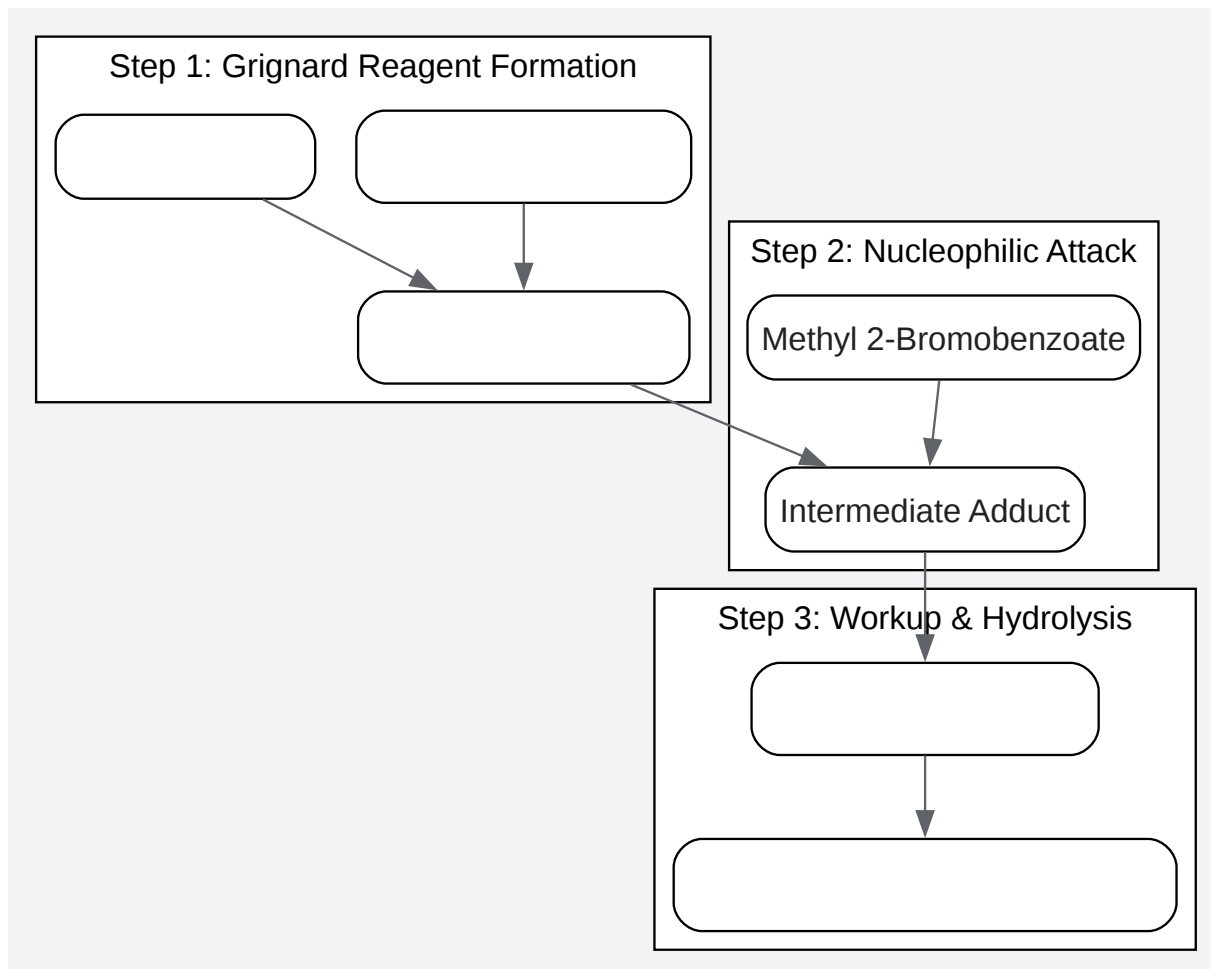 Step 1: Grignard Reagent Formation
Step 2: Nucleophilic Attack
Methyl 2-Bromobenzoate
Intermediate Adduct
Step 3: Workup & Hydrolysis